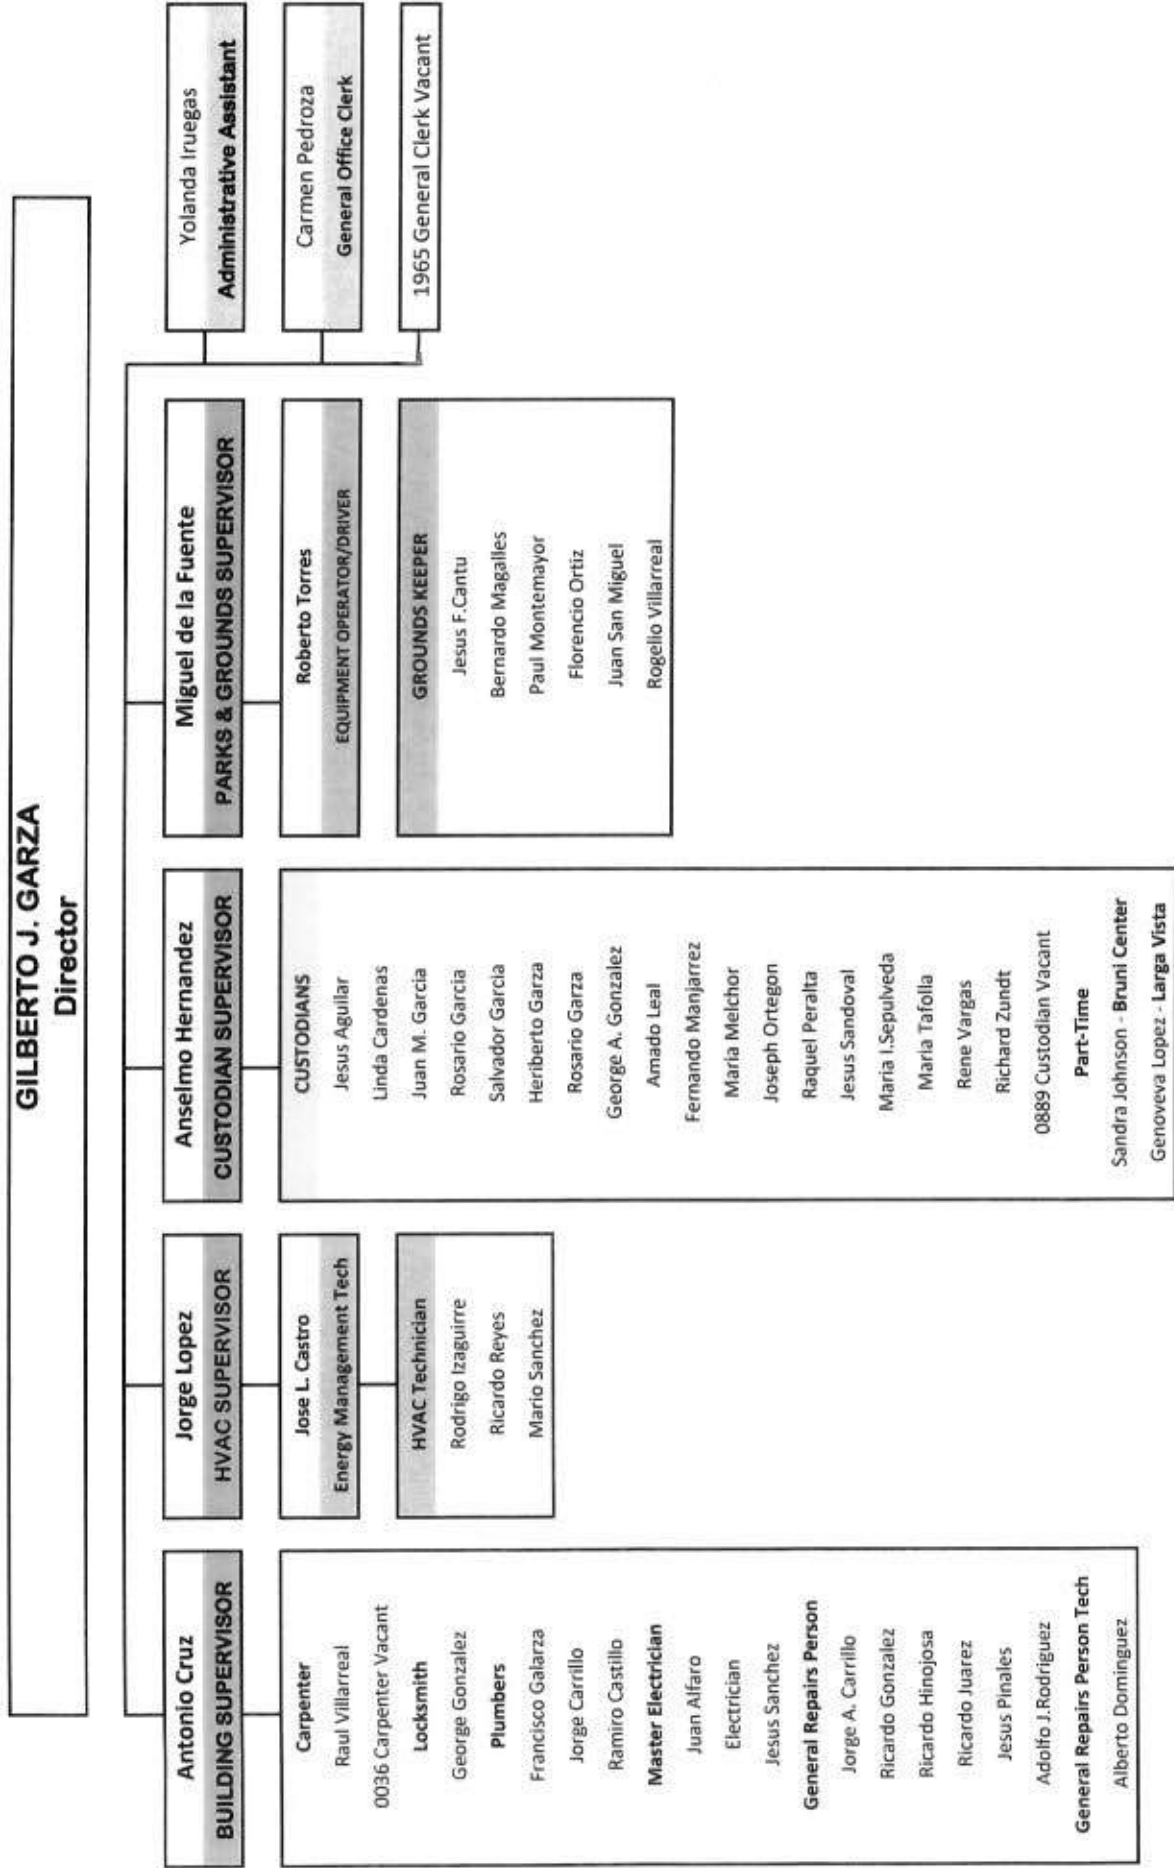 GILBERTO J. GARZA
Director
Antonio Cruz
BUILDING SUPERVISOR
Carpenter
Raul Villarreal
0036 Carpenter Vacant
Locksmith
George Gonzalez
Plumbers
Francisco Galarza
Jorge Carrillo
Ramiro Castillo
Master Electrician
Juan Alfaro
Electrician
Jesus Sanchez
General Repairs Person
Jorge A. Carrillo
Ricardo Gonzalez
Ricardo Hinojosa
Ricardo Juarez
Jesus Pinales
Adolfo J.Rodriguez
General Repairs Person Tech
Alberto Dominguez
Jorge Lopez
HVAC SUPERVISOR
Jose L. Castro
Energy Management Tech
HVAC Technician
Rodrigo Izaguirre
Ricardo Reyes
Mario Sanchez
Anselmo Hernandez
CUSTODIAN SUPERVISOR
CUSTODIANS
Jesus Aguilar
Linda Cardenas
Juan M. Garcia
Rosario Garcia
Salvador Garcia
Heriberto Garza
Rosario Garza
George A. Gonzalez
Amado Leal
Fernando Manjarrez
Maria Melchor
Joseph Ortegon
Raquel Peralta
Jesus Sandoval
Maria I.Sepulveda
Maria Tafolla
Rene Vargas
Richard Zundt
0889 Custodian Vacant
Part-Time
Sandra Johnson - Bruni Center
Genoveva Lopez - Larga Vista
Miguel de la Fuente
PARKS & GROUNDS SUPERVISOR
Roberto Torres
EQUIPMENT OPERATOR/DRIVER
GROUNDS KEEPER
Jesus F.Cantu
Bernardo Magalles
Paul Montemayor
Florencio Ortiz
Juan San Miguel
Rogelio Villarreal
Yolanda Iruegas
Administrative Assistant
Carmen Pedroza
General Office Clerk
1965 General Clerk Vacant